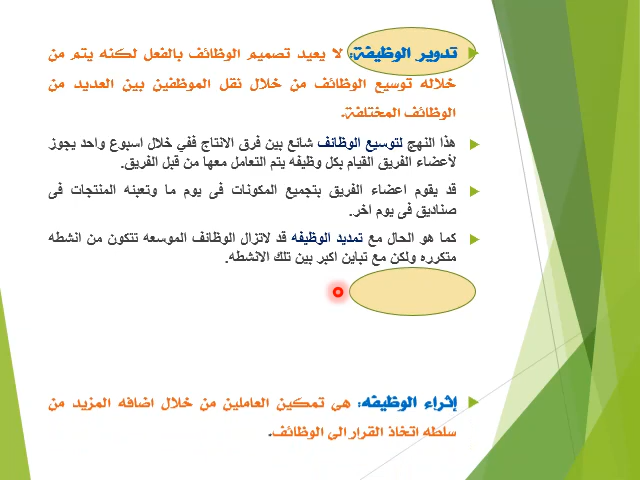 تدوير الوظيفة: لا يعيد تصميم الوظائف بالفعل لكنه يتم من
خلاله توسيع الوظائف من خلال نقل الموظفين بين العديد من
الوظائف المختلفة.
هذا النهج لتوسيع الوظائف شائع بين فرق الانتاج ففي خلال اسبوع واحد يجوز
لأعضاء الفريق القيام بكل وظيفه يتم التعامل معها من قبل الفريق.
قد يقوم اعضاء الفريق بتجميع المكونات فى يوم ما وتعبئه المنتجات فى
صناديق فى يوم اخر.
كما هو الحال مع تمديد الوظيفه قد لاتزال الوظائف الموسعه تتكون من انشطه
متكرره ولكن مع تباين اكبر بين تلك الانشطه.
إثراء الوظيفه: هي تمكين العاملين من خلال اضافه المزيد من
سلطه اتخاذ القرار الى الوظائف.